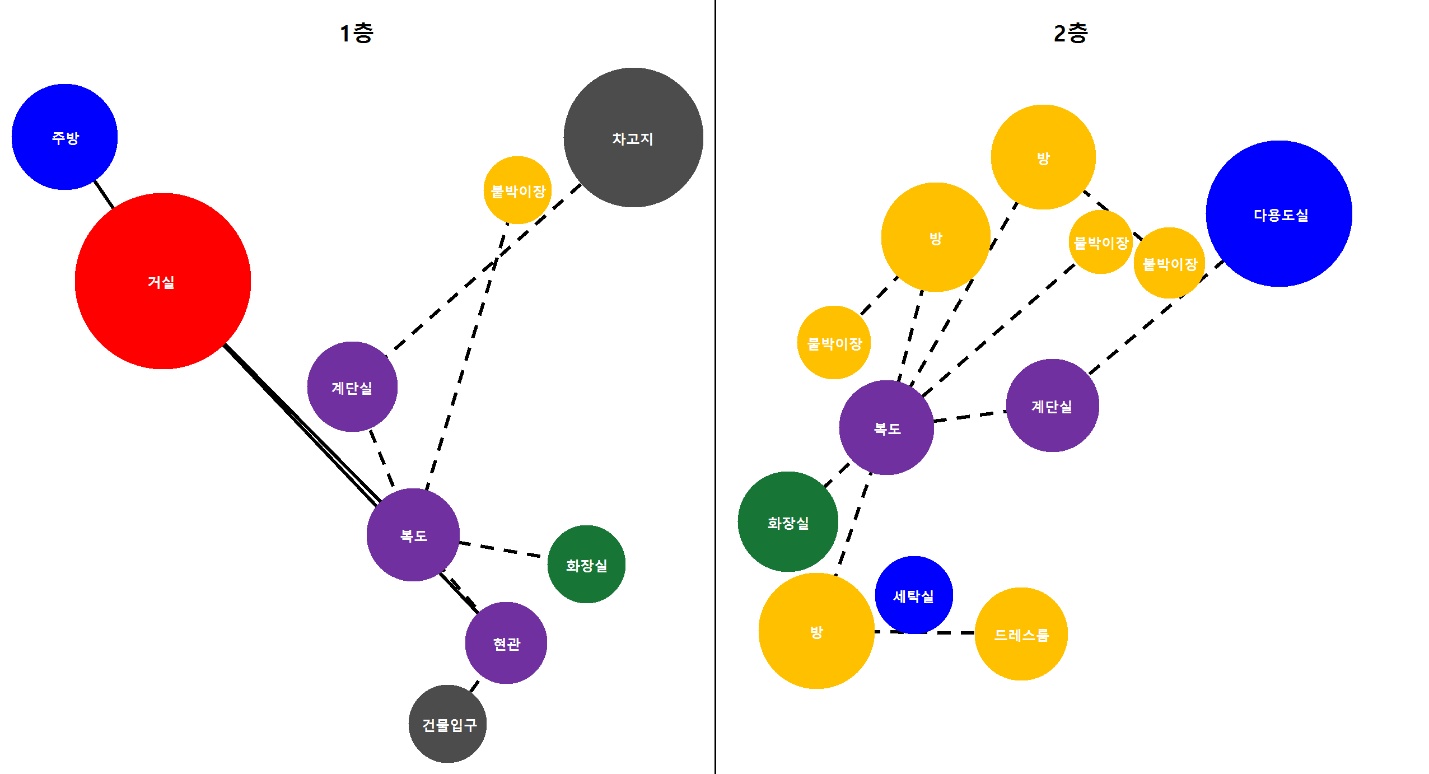 1층
주방
차고지
붙박이장
거실
계단실
복도
화장실
현관
건물입구
2층
방
다용도실
방
붙박이장
붙박이장
붙박이장
계단실
복도
화장실
세탁실
방
드레스룸